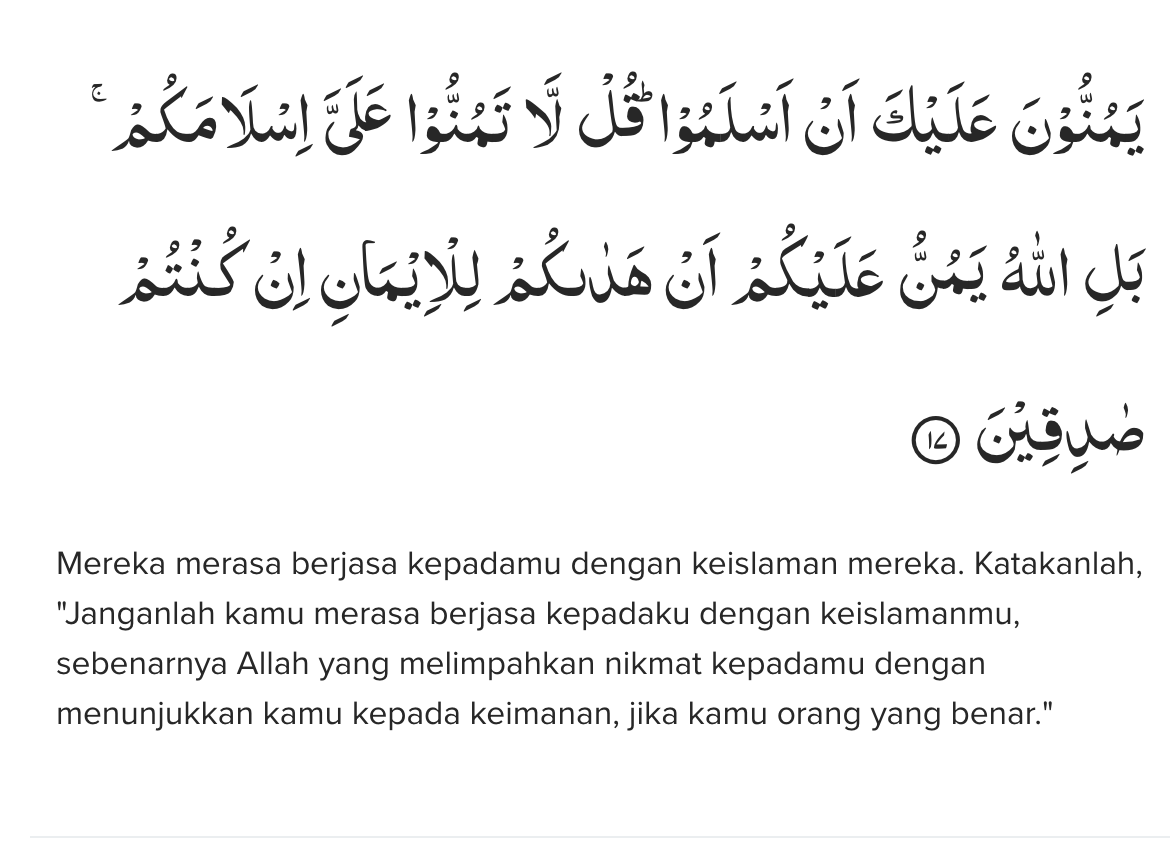 يَمُنُّوْنَ عَلَيْكَ اَنْ اَسْلَمُوْا ۗقُلْ لَّا تَمُنُّوْا عَلَيَّ اِسْلَامَكُمْ ۚ
بَلِ اللّٰهُ يَمُنُّ عَلَيْكُمْ اَنْ هَدٰىكُمْ لِلْاِيْمَانِ اِنْ كُنْتُمْ
صٰدِقِيْنَ ١٧
Mereka merasa berjasa kepadamu dengan keislaman mereka. Katakanlah,
"Janganlah kamu merasa berjasa kepadaku dengan keislamanmu,
sebenarnya Allah yang melimpahkan nikmat kepadamu dengan
menunjukkan kamu kepada keimanan, jika kamu orang yang benar."